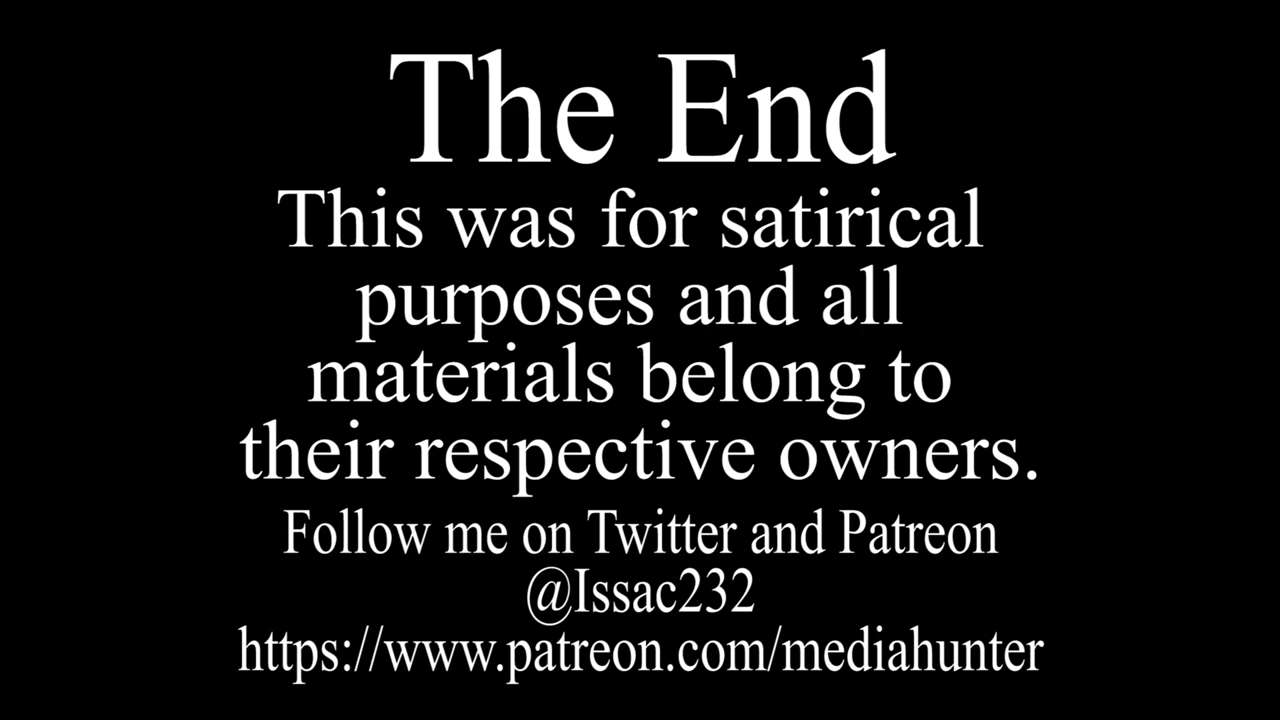 The End
This was for satirical
purposes and all
materials belong to
their respective owners.
Follow me on Twitter and Patreon
@Issac232
https://www.patreon.com/mediahunter